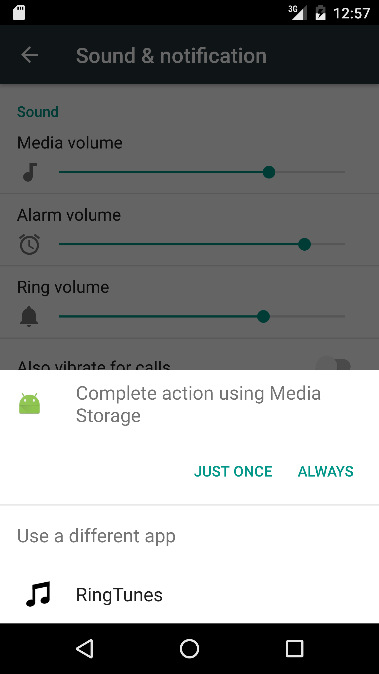 3G
12:57
Sound & notification
Sound
Media volume
Alarm volume
Ring volume
Also vibrate for calls
Complete action using Media
Storage
JUST ONCE
ALWAYS
Use a different app
RingTunes